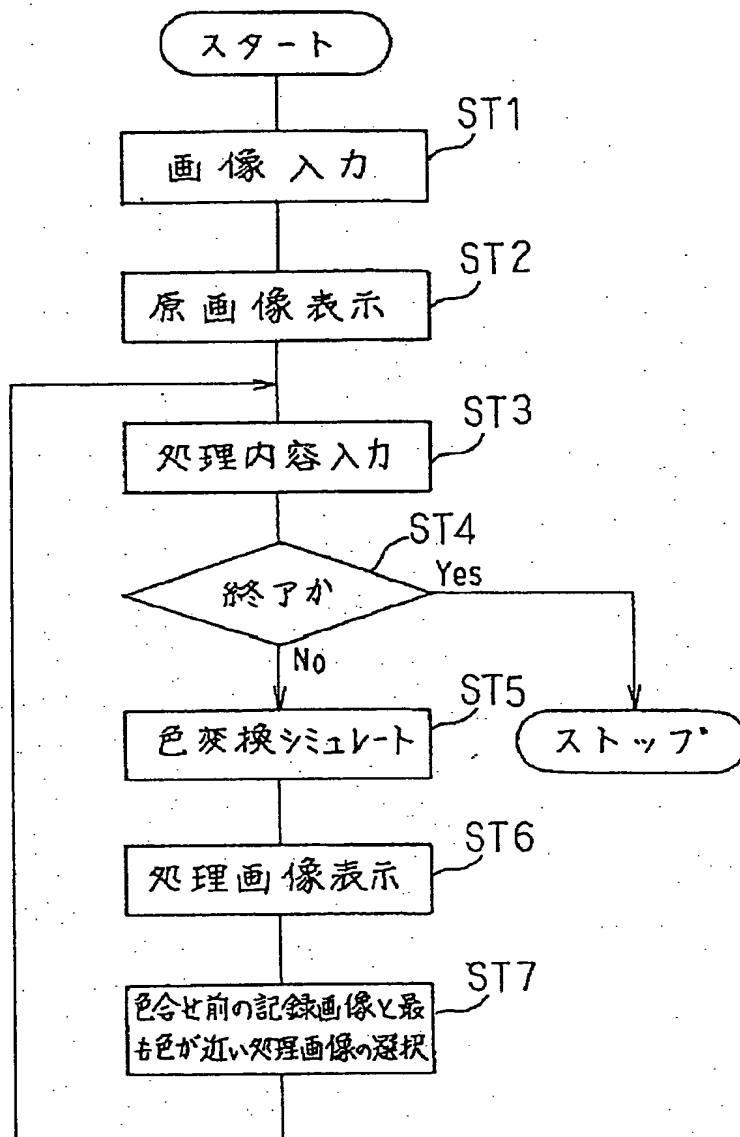 スタート
ST1
画像入力
ST2
原画像表示
ST3
処理内容入力
ST4
終了か
Yes
No
ST5
色変換シミュレート
ストップ
ST6
処理画像表示
ST7
色合せ前の記録画像と最
も色が近い処理画像の選択